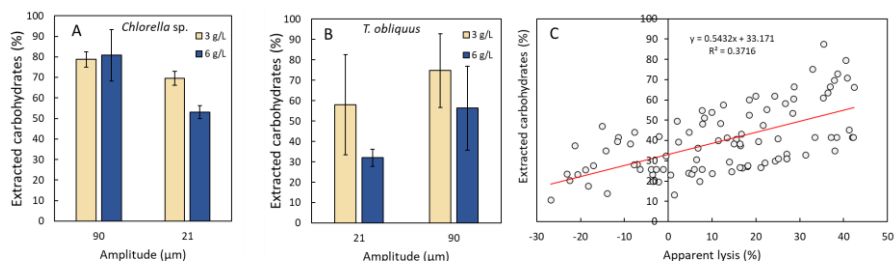 A
Chlorella sp.
3 g/L
6 g/L
Extracted carbohydrates (%)
100
90
80
70
60
50
40
30
20
10
0
90
21
Amplitude (µm)
B
T. obliquus
3 g/L
6 g/L
Extracted carbohydrates (%)
100
90
80
70
60
50
40
30
20
10
0
21
90
Amplitude (µm)
C
y = 0.5432x + 33.171
R² = 0.3716
Extracted carbohydrates (%)
100
90
80
70
60
50
40
30
20
10
0
-30 -20 -10 0 10 20 30 40 50
Apparent lysis (%)